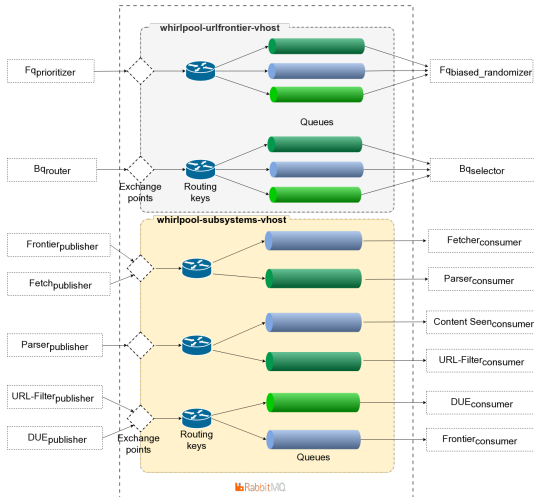 whirlpool-urlfrontier-vhost
Fqprioritizer
Fqbiased_randomizer
Queues
Bqrouter
Bqselector
Exchange
points
Routing
keys
whirlpool-subsystems-vhost
Frontierpublisher
Fetcherconsumer
Fetchpublisher
Parserconsumer
Content Seenconsumer
Parserpublisher
URL-Filterconsumer
URL-Filterpublisher
DUEconsumer
DUEpublisher
Exchange
points
Routing
keys
Frontierconsumer
Queues
RabbitMQ